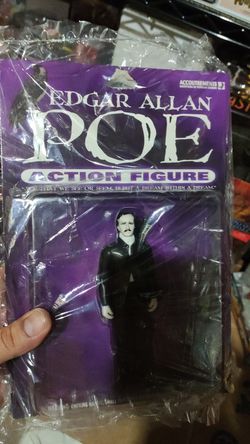 ACCOUTREMENTS
EDGAR ALLAN
POE
ACTION FIGURE
THAT WE SEE OR SEEM, IS BUT A DREAM WITHIN A DREAM"